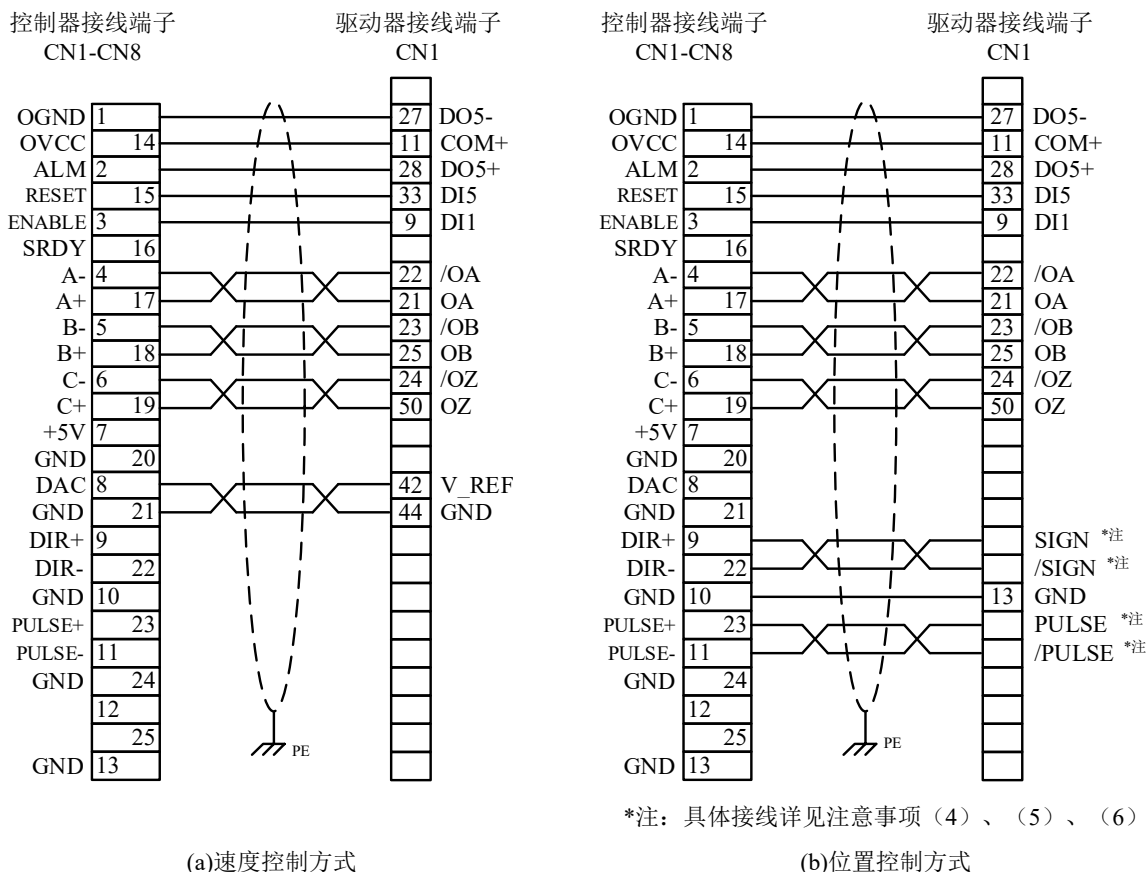 控制器接线端子
CN1-CN8
驱动器接线端子
CN1
OGND 1 27 DO5-
OVCC 14 11 COM+
ALM 2 28 DO5+
RESET 15 33 DI5
ENABLE 3 9 DI1
SRDY 16
A- 4 22 /OA
A+ 17 21 OA
B- 5 23 /OB
B+ 18 25 OB
C- 6 24 /OZ
C+ 19 50 OZ
+5V 7
GND 20
DAC 8 42 V_REF
GND 21 44 GND
DIR+ 9
DIR- 22
GND 10
PULSE+ 23
PULSE- 11
GND 24
12
25
GND 13
PE
(a)速度控制方式
控制器接线端子
CN1-CN8
驱动器接线端子
CN1
OGND 1 27 DO5-
OVCC 14 11 COM+
ALM 2 28 DO5+
RESET 15 33 DI5
ENABLE 3 9 DI1
SRDY 16
A- 4 22 /OA
A+ 17 21 OA
B- 5 23 /OB
B+ 18 25 OB
C- 6 24 /OZ
C+ 19 50 OZ
+5V 7
GND 20
DAC 8
GND 21
DIR+ 9 SIGN *注
DIR- 22 /SIGN *注
GND 10 13 GND
PULSE+ 23 PULSE *注
PULSE- 11 /PULSE *注
GND 24
12
25
GND 13
PE
*注：具体接线详见注意事项（4）、（5）、（6）
(b)位置控制方式